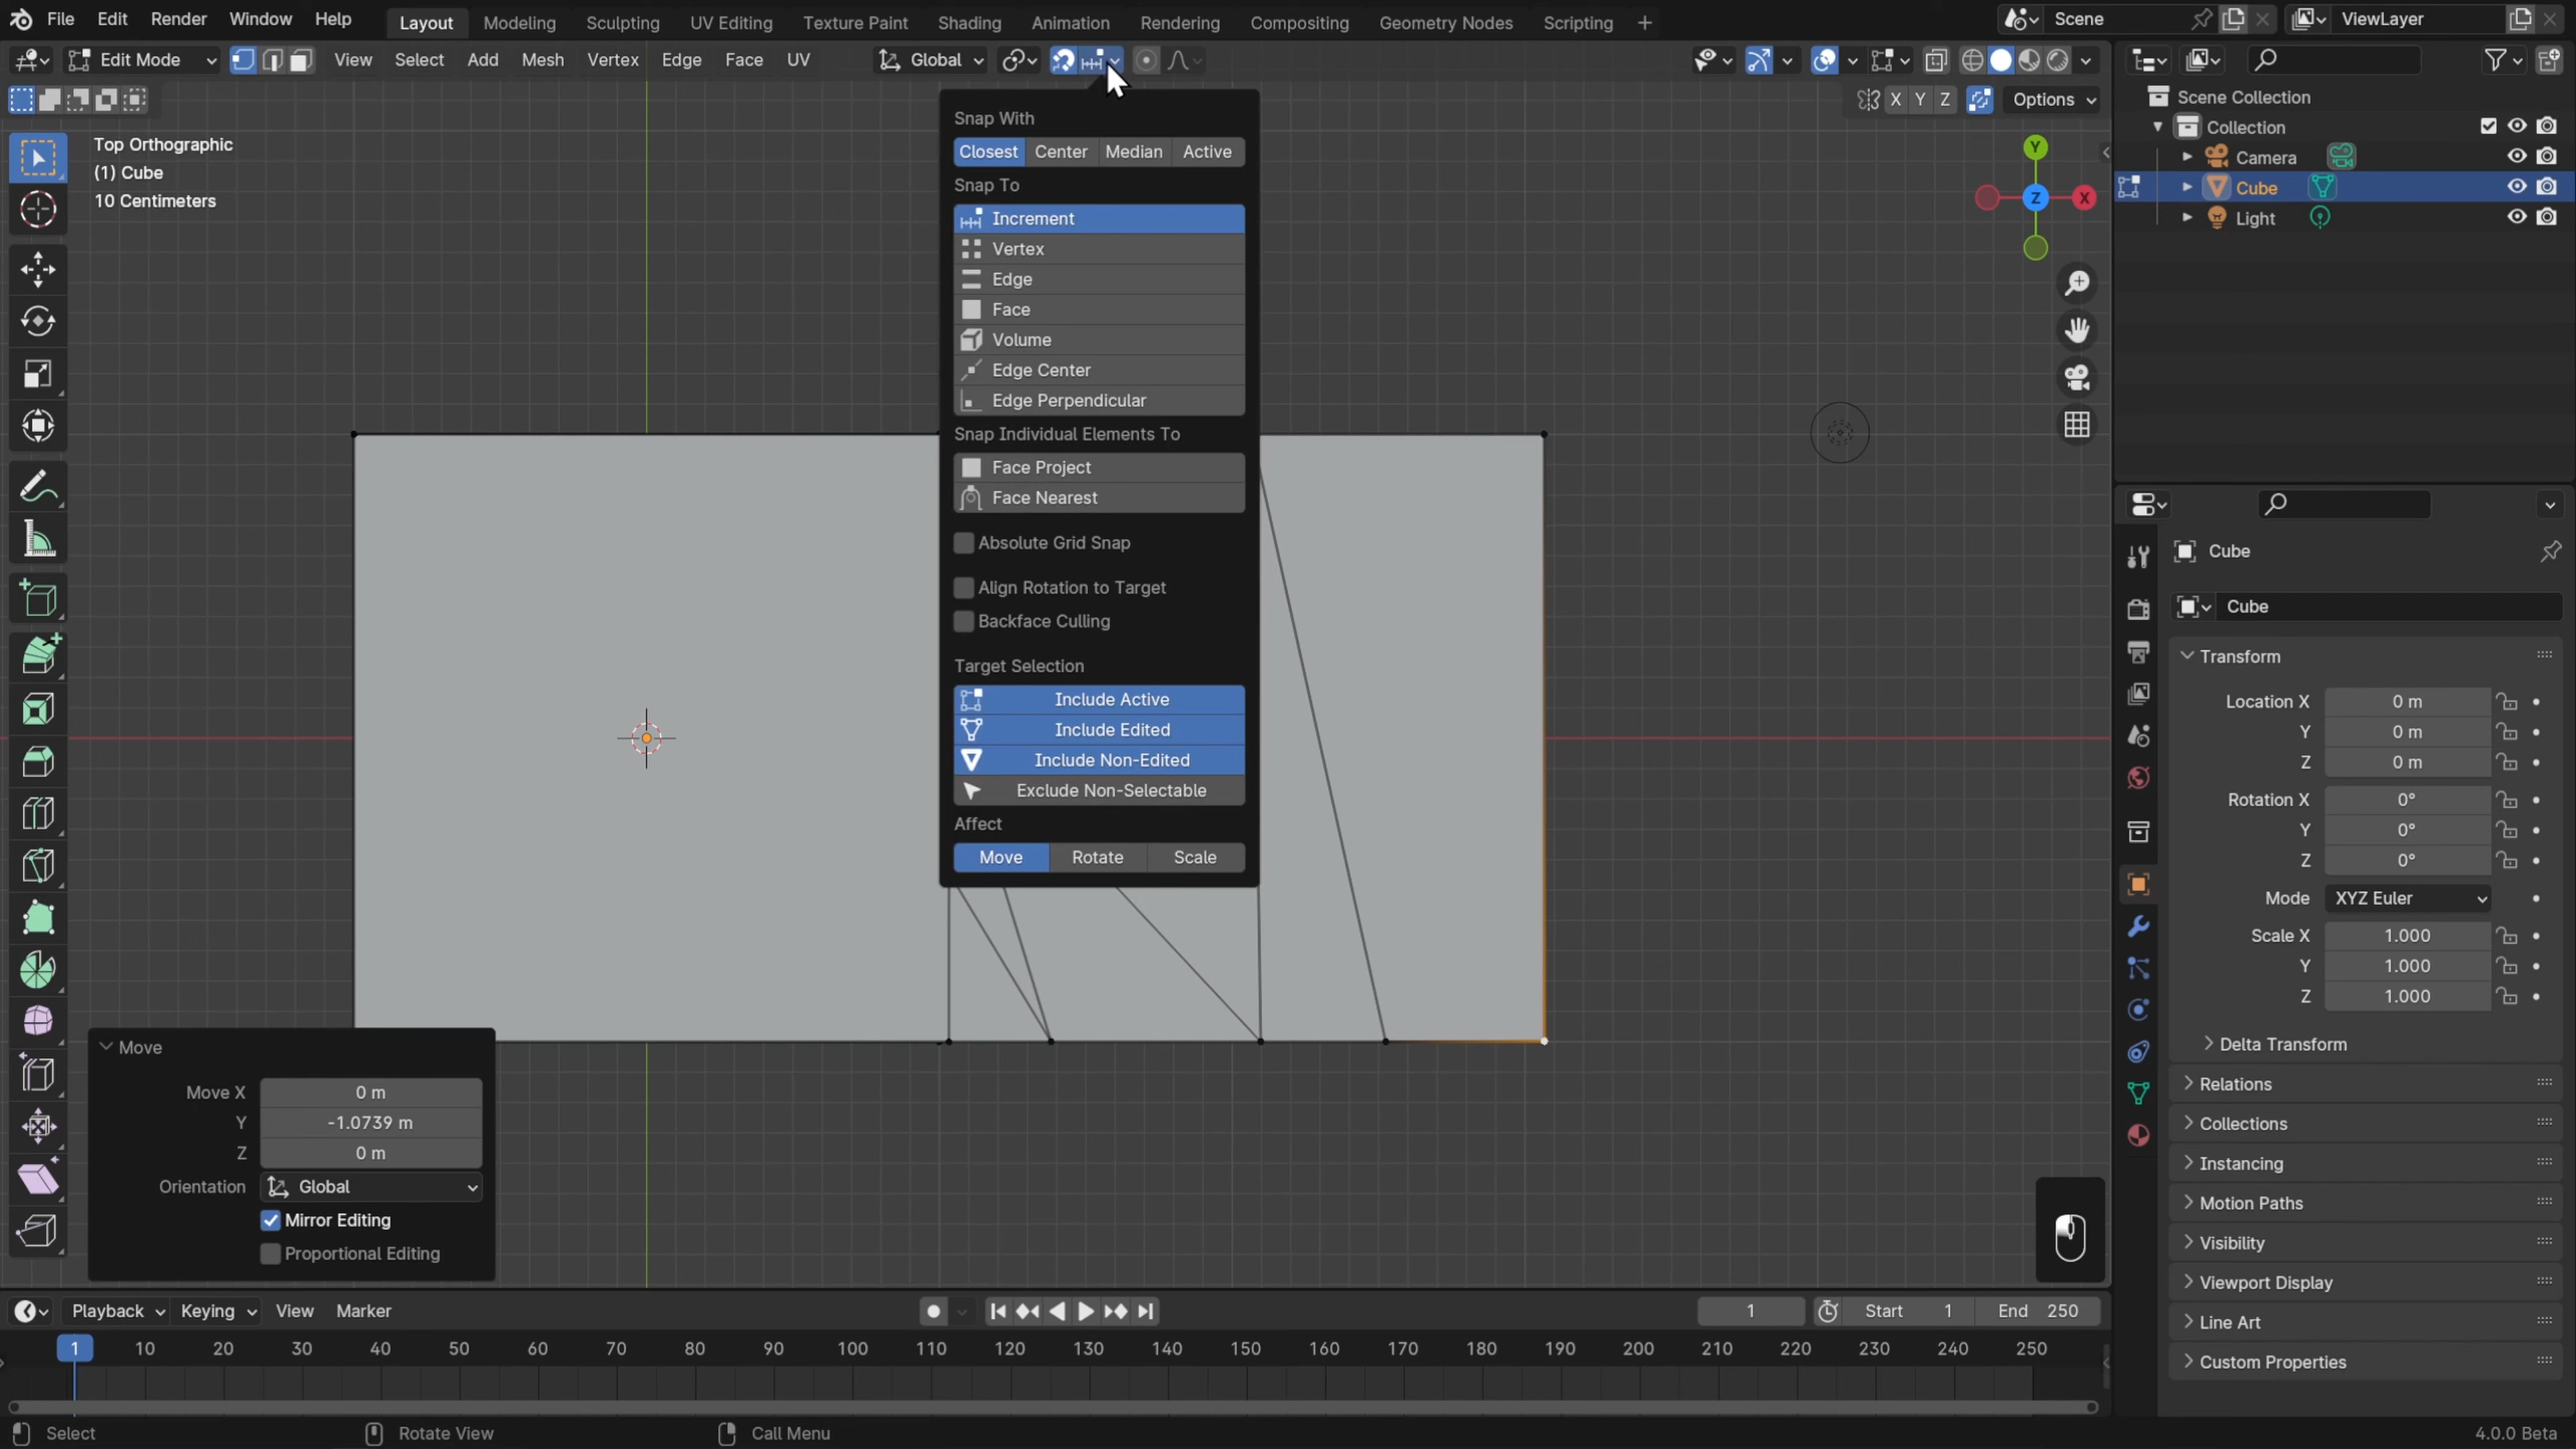 File Edit Render Window Help Layout Modeling Sculpting UV Editing Texture Paint Shading Animation Rendering Compositing Geometry Nodes Scripting + Scene ViewLayer
Edit Mode View Select Add Mesh Vertex Edge Face UV Global
X Y Z Options
Top Orthographic
(1) Cube
10 Centimeters
Snap With
Closest Center Median Active
Snap To
Increment
Vertex
Edge
Face
Volume
Edge Center
Edge Perpendicular
Snap Individual Elements To
Face Project
Face Nearest
Absolute Grid Snap
Align Rotation to Target
Backface Culling
Target Selection
Include Active
Include Edited
Include Non-Edited
Exclude Non-Selectable
Affect
Move Rotate Scale
Y
Z X
Move
Move X 0 m
Y -1.0739 m
Z 0 m
Orientation Global
Mirror Editing
Proportional Editing
Scene Collection
Collection
Camera
Cube
Light
Cube
Cube
Transform
Location X 0 m
Y 0 m
Z 0 m
Rotation X 0°
Y 0°
Z 0°
Mode XYZ Euler
Scale X 1.000
Y 1.000
Z 1.000
Delta Transform
Relations
Collections
Instancing
Motion Paths
Visibility
Viewport Display
Line Art
Custom Properties
Playback Keying View Marker 1 Start 1 End 250
1 10 20 30 40 50 60 70 80 90 100 110 120 130 140 150 160 170 180 190 200 210 220 230 240 250
Select Rotate View Call Menu 4.0.0 Beta